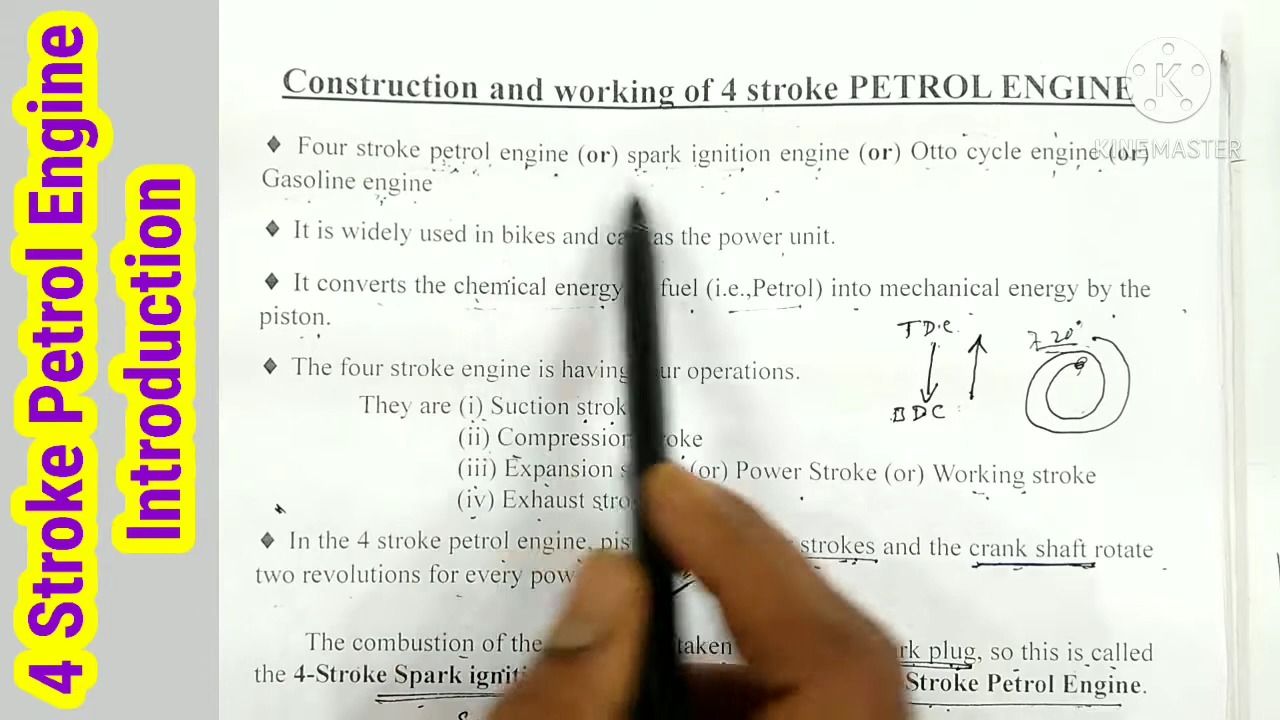 4 Stroke Petrol Engine
Introduction
K
KINEMASTER
Construction and working of 4 stroke PETROL ENGINE
◆ Four stroke petrol engine (or) spark ignition engine (or) Otto cycle engine (or)
Gasoline engine
◆ It is widely used in bikes and as the power unit.
◆ It converts the chemical energy fuel (i.e.,Petrol) into mechanical energy by the
piston.
◆ The four stroke engine is having operations.
They are (i) Suction
(ii) Compression
(iii) Expansion (or) Power Stroke (or) Working stroke
(iv) Exhaust
TDC
BDC
720°
◆ In the 4 stroke petrol engine, strokes and the crank shaft rotate
two revolutions for every
The combustion of the taken plug, so this is called
the 4-Stroke Spark Stroke Petrol Engine.